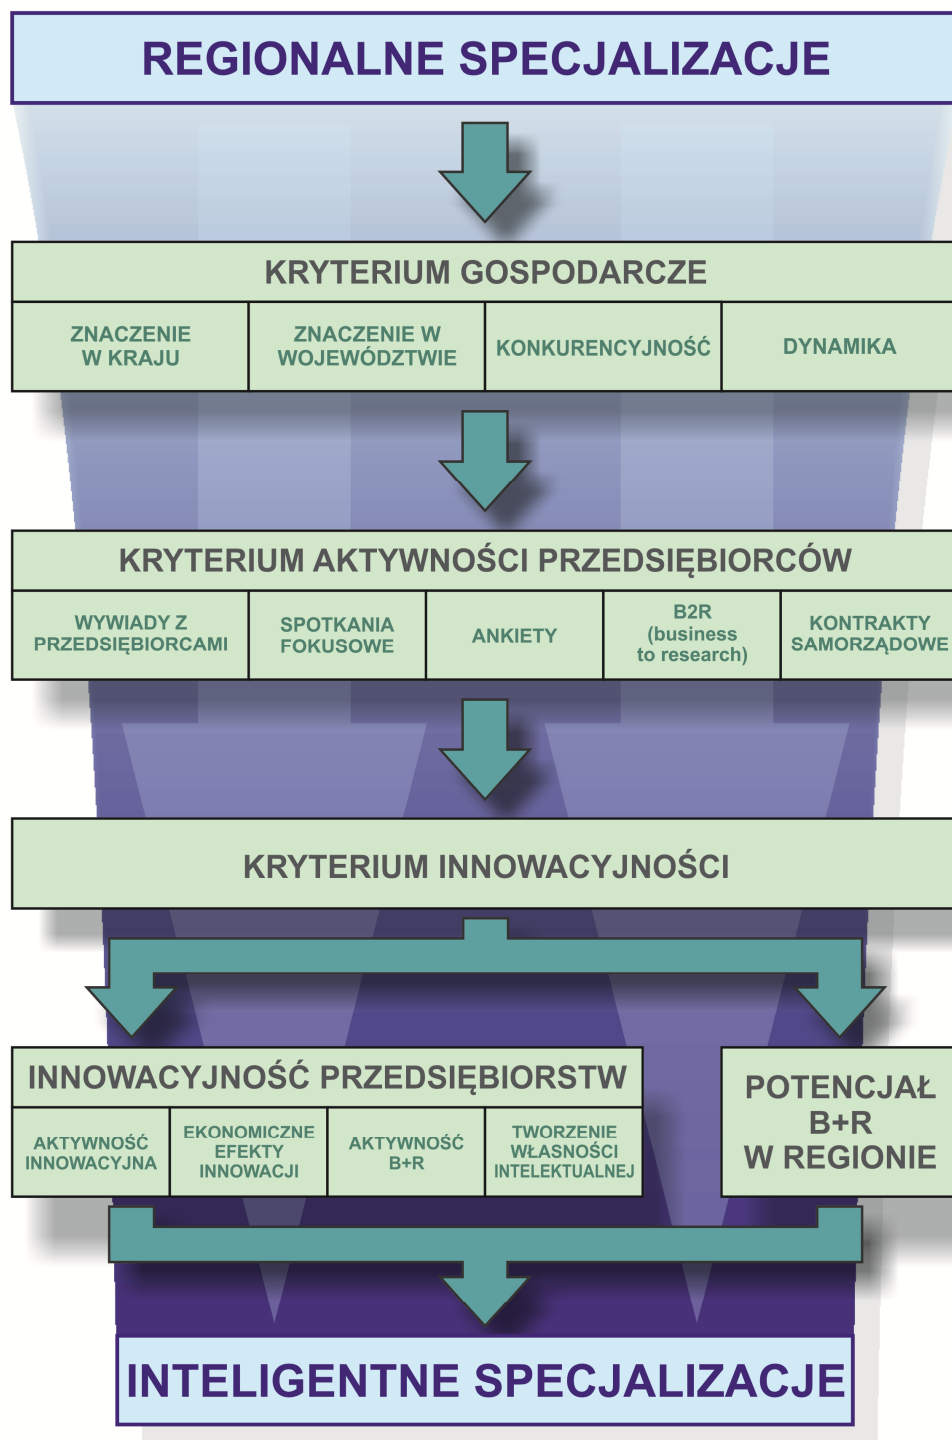 REGIONALNE SPECJALIZACJE
KRYTERIUM GOSPODARCZE
ZNACZENIE
W KRAJU
ZNACZENIE W
WOJEWÓDZTWIE
KONKURENCYJNOŚĆ
DYNAMIKA
KRYTERIUM AKTYWNOŚCI PRZEDSIĘBIORCÓW
WYWIADY Z
PRZEDSIĘBIORCAMI
SPOTKANIA
FOKUSOWE
ANKIETY
B2R
(business
to research)
KONTRAKTY
SAMORZĄDOWE
KRYTERIUM INNOWACYJNOŚCI
INNOWACYJNOŚĆ PRZEDSIĘBIORSTW
AKTYWNOŚĆ
INNOWACYJNA
EKONOMICZNE
EFEKTY
INNOWACJI
AKTYWNOŚĆ
B+R
TWORZENIE
WŁASNOŚCI
INTELEKTUALNEJ
POTENCJAŁ
B+R
W REGIONIE
INTELIGENTNE SPECJALIZACJE